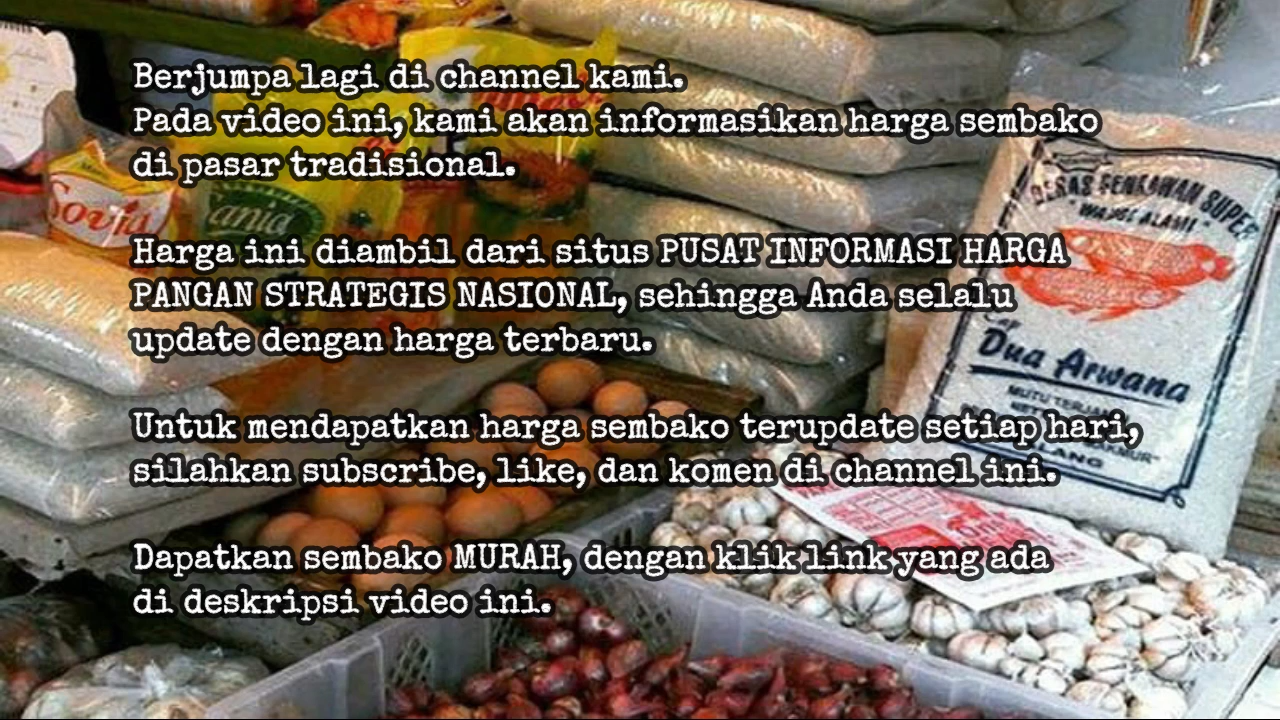 Berjumpa lagi di channel kami.
Pada video ini, kami akan informasikan harga sembako
di pasar tradisional.
Harga ini diambil dari situs PUSAT INFORMASI HARGA
PANGAN STRATEGIS NASIONAL, sehingga Anda selalu
update dengan harga terbaru.
Untuk mendapatkan harga sembako terupdate setiap hari,
silahkan subscribe, like, dan komen di channel ini.
Dapatkan sembako MURAH, dengan klik link yang ada
di deskripsi video ini.
Sovia
ania
SUPER
Dua Arwana